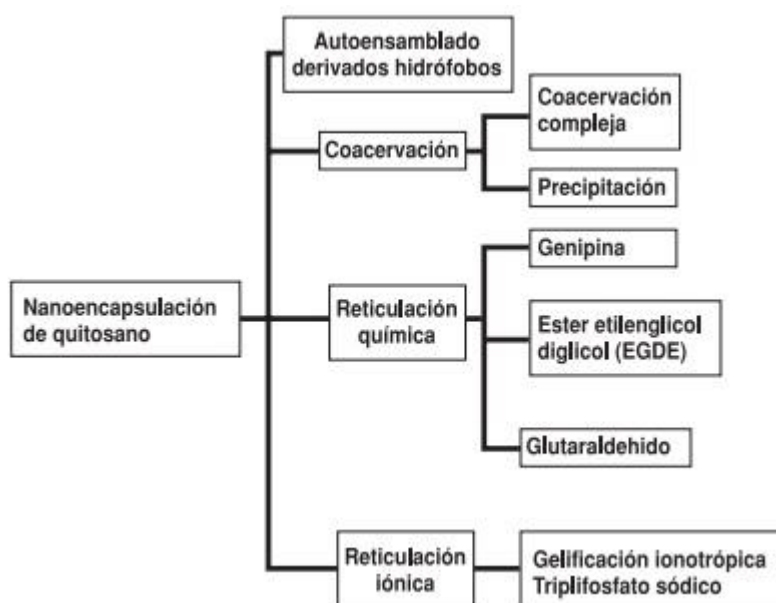 Autoensamblado
derivados hidrófobos
Coacervación
Coacervación
compleja
Precipitación
Nanoencapsulación
de quitosano
Reticulación
química
Genipina
Ester etilenglicol
diglicol (EGDE)
Glutaraldehido
Reticulación
iónica
Gelificación ionotrópica
Triplifosfato sódico